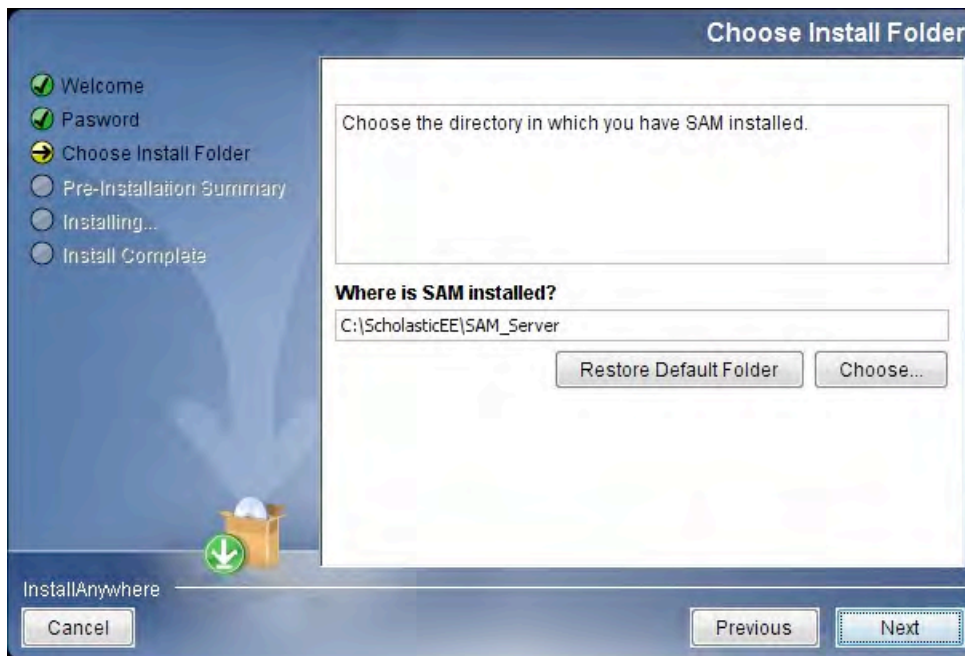 Choose Install Folder
Welcome
Pasword
Choose Install Folder
Pre-Installation Summary
Installing...
Install Complete
Choose the directory in which you have SAM installed.
Where is SAM installed?
C:\ScholasticEE\SAM_Server
Restore Default Folder
Choose...
InstallAnywhere
Cancel
Previous
Next